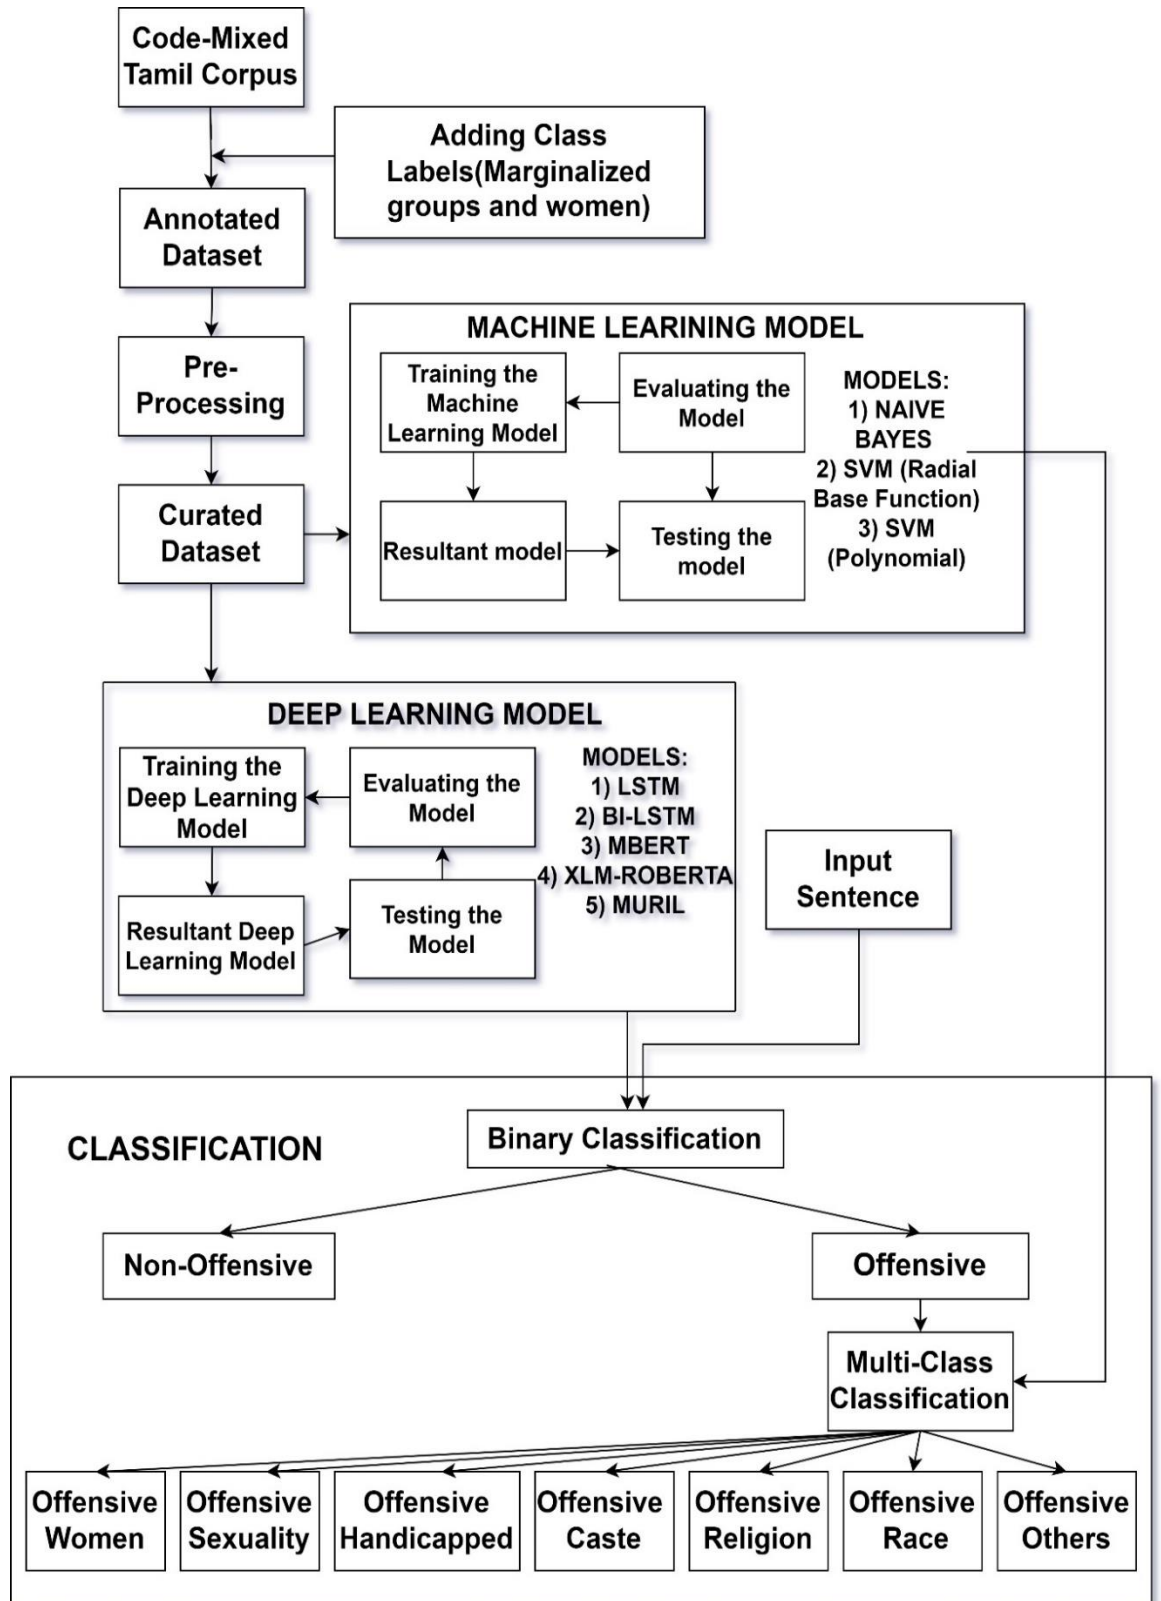 Code-Mixed
Tamil Corpus
Adding Class
Labels(Marginalized
groups and women)
Annotated
Dataset
Pre-
Processing
Curated
Dataset
MACHINE LEARINING MODEL
Training the
Machine
Learning Model
Evaluating the
Model
Resultant model
Testing the
model
MODELS:
1) NAIVE
BAYES
2) SVM (Radial
Base Function)
3) SVM
(Polynomial)
DEEP LEARNING MODEL
Training the
Deep Learning
Model
Evaluating the
Model
Resultant Deep
Learning Model
Testing the
Model
MODELS:
1) LSTM
2) BI-LSTM
3) MBERT
4) XLM-ROBERTA
5) MURIL
Input
Sentence
CLASSIFICATION
Binary Classification
Non-Offensive
Offensive
Multi-Class
Classification
Offensive
Women
Offensive
Sexuality
Offensive
Handicapped
Offensive
Caste
Offensive
Religion
Offensive
Race
Offensive
Others